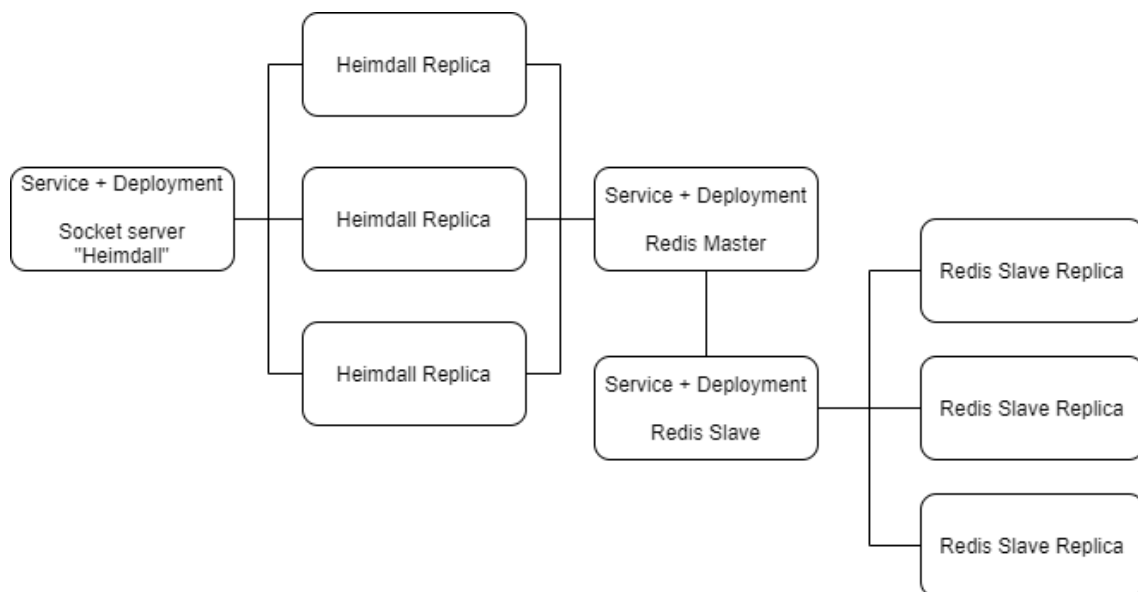 Heimdall Replica
Service + Deployment
Socket server
"Heimdall"
Heimdall Replica
Heimdall Replica
Service + Deployment
Redis Master
Service + Deployment
Redis Slave
Redis Slave Replica
Redis Slave Replica
Redis Slave Replica